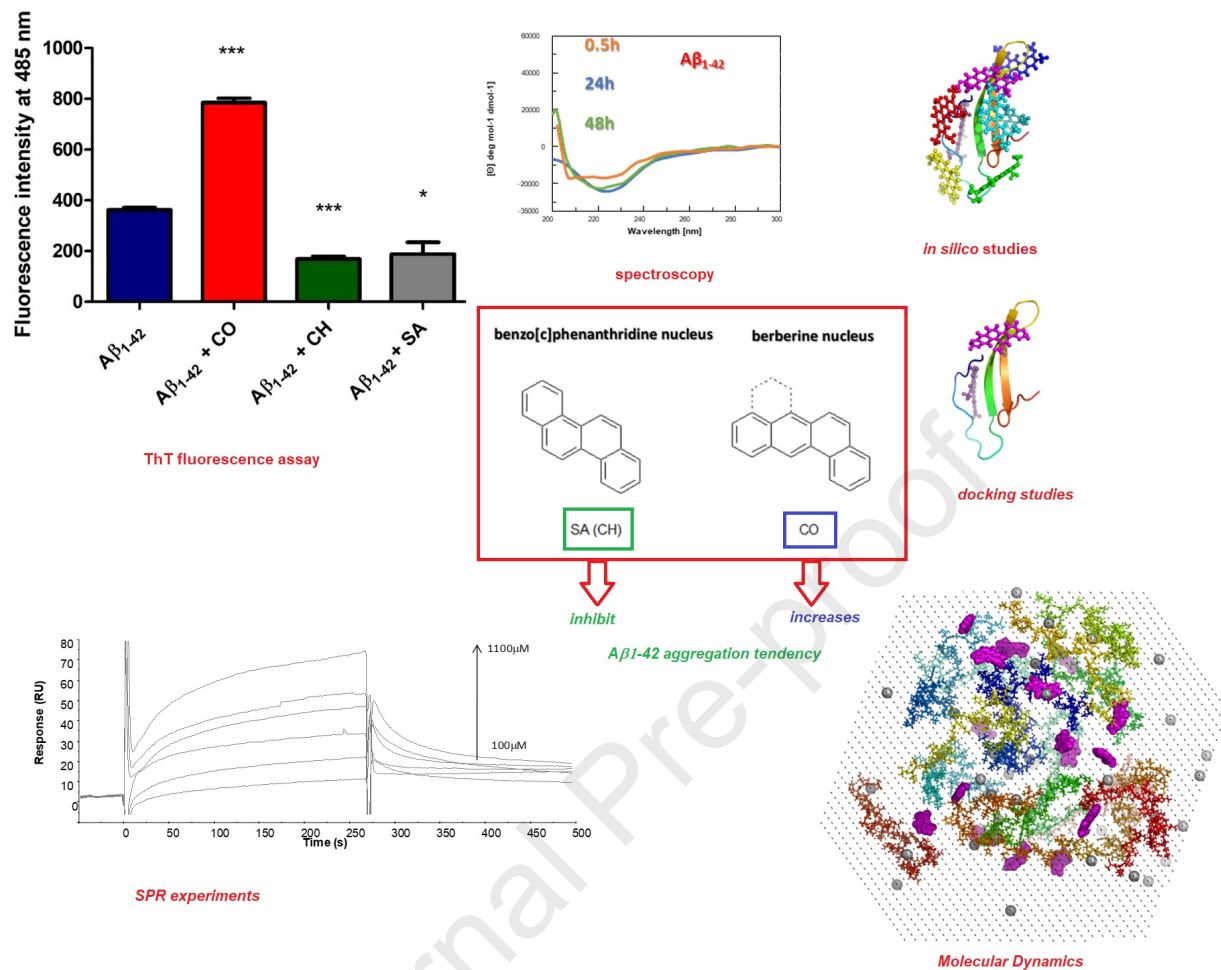 Fluorescence intensity at 485 nm
1000
800
600
400
200
0
***
***
*
Aβ1-42
Aβ1-42 + CO
Aβ1-42 + CH
Aβ1-42 + SA
ThT fluorescence assay
[Θ] deg mol-1 dmol-1]
60000
40000
20000
0
-20000
-35000
0.5h
24h
48h
Aβ1-42
200
220
240
260
280
300
Wavelength [nm]
spectroscopy
in silico studies
benzo[c]phenanthridine nucleus
berberine nucleus
SA (CH)
CO
inhibit
increases
Aβ1-42 aggregation tendency
docking studies
Response (RU)
80
70
60
50
40
30
20
10
0
1100µM
100µM
0
50
100
150
200
250
300
350
400
450
500
Time (s)
SPR experiments
Molecular Dynamics
rnal Pre-proof